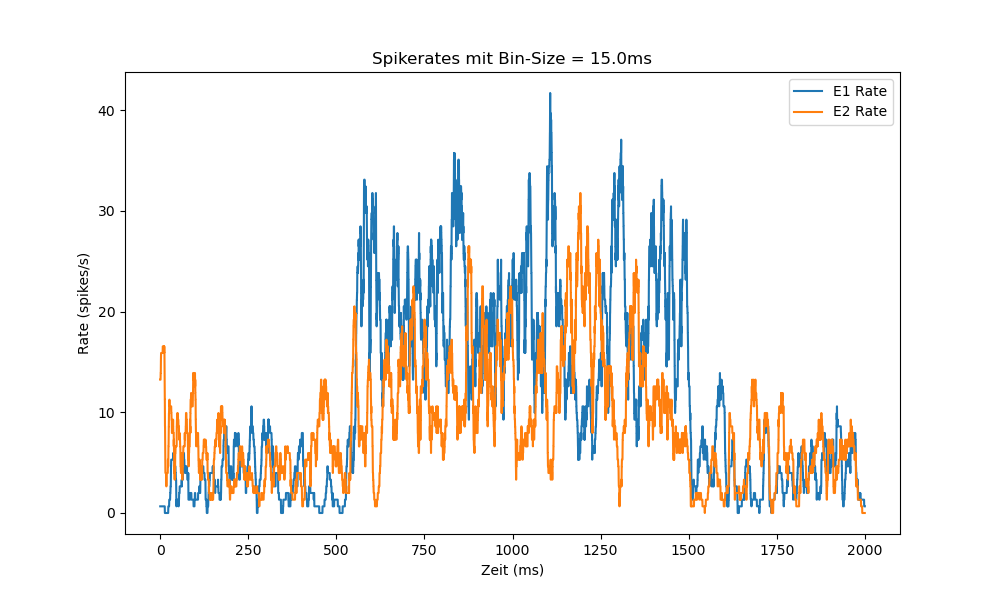 Spikerates mit Bin-Size = 15.0ms
E1 Rate
E2 Rate
40
30
20
10
0
Rate (spikes/s)
0 250 500 750 1000 1250 1500 1750 2000
Zeit (ms)